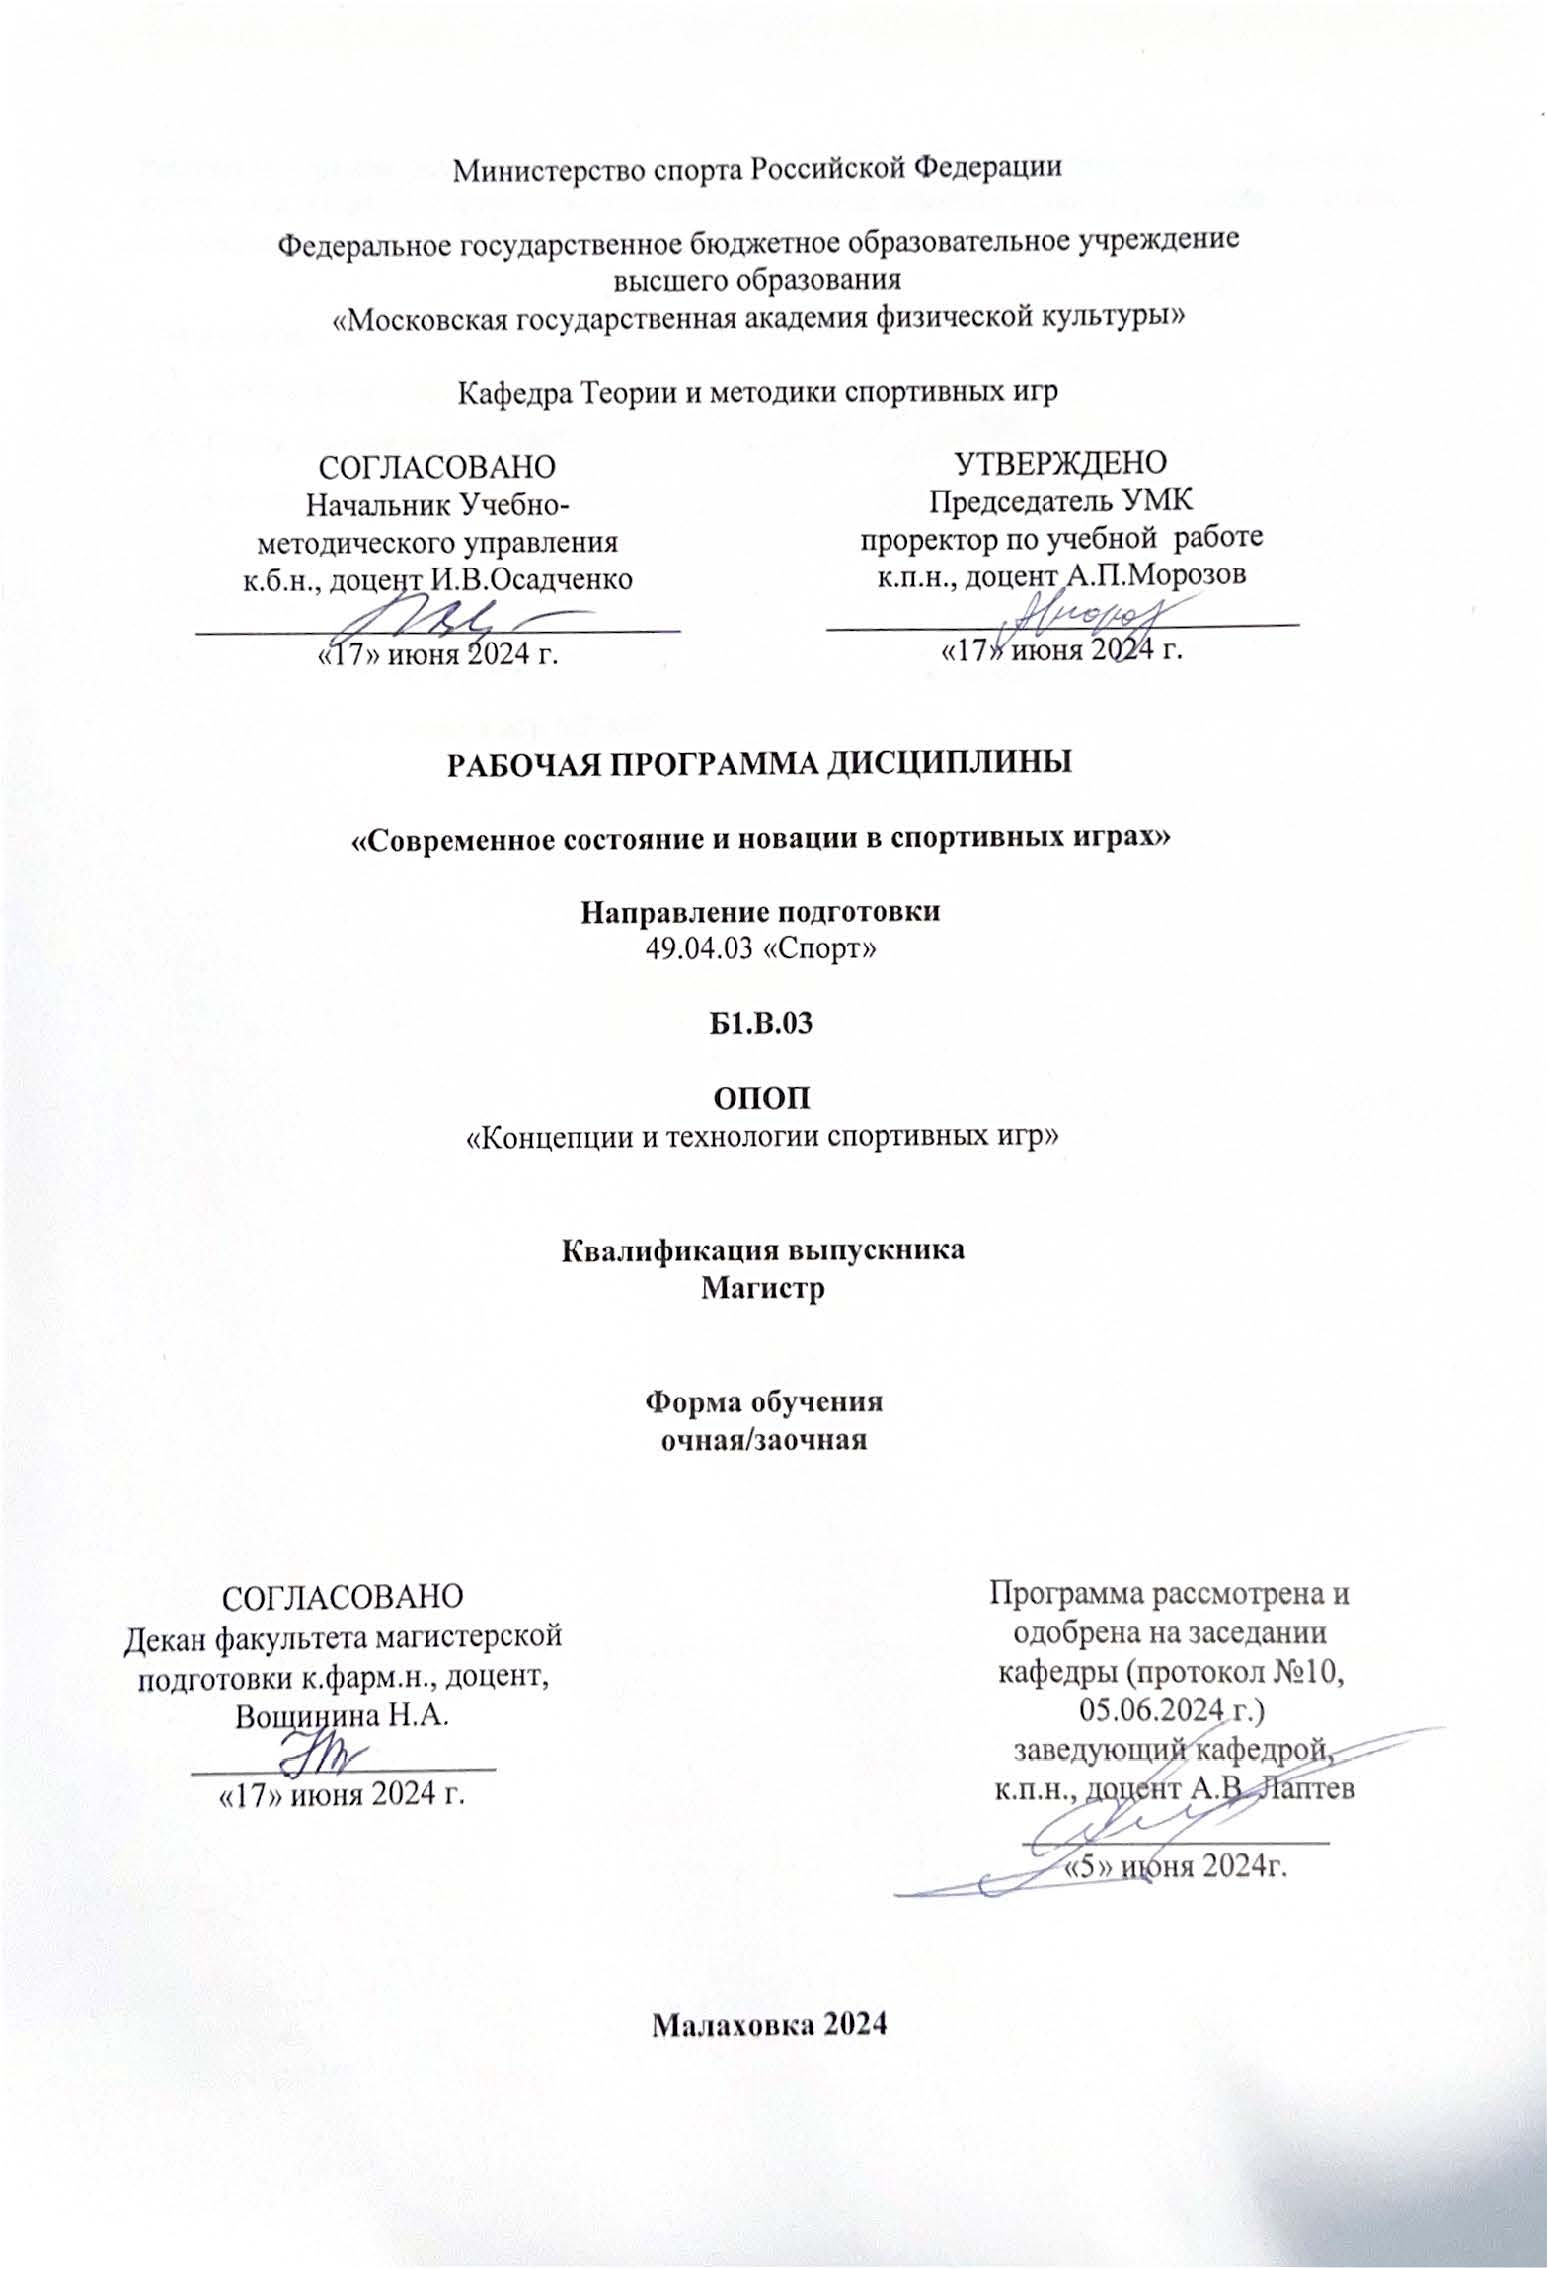 Министерство спорта Российской Федерации
Федеральное государственное бюджетное образовательное учреждение
высшего образования
«Московская государственная академия физической культуры»
Кафедра Теории и методики спортивных игр
СОГЛАСОВАНО
Начальник Учебно-
методического управления
к.б.н., доцент И.В.Осадченко
«17» июня 2024 г.
УТВЕРЖДЕНО
Председатель УМК
проректор по учебной  работе
к.п.н., доцент А.П.Морозов
«17» июня 2024 г.
РАБОЧАЯ ПРОГРАММА ДИСЦИПЛИНЫ
«Современное состояние и новации в спортивных играх»
Направление подготовки
49.04.03 «Спорт»
Б1.В.03
ОПОП
«Концепции и технологии спортивных игр»
Квалификация выпускника
Магистр
Форма обучения
очная/заочная
СОГЛАСОВАНО
Декан факультета магистерской
подготовки к.фарм.н., доцент,
Вощинина Н.А.
«17» июня 2024 г.
Программа рассмотрена и
одобрена на заседании
кафедры (протокол №10,
05.06.2024 г.)
заведующий кафедрой,
к.п.н., доцент А.В. Лаптев
«5» июня 2024г.
Малаховка 2024